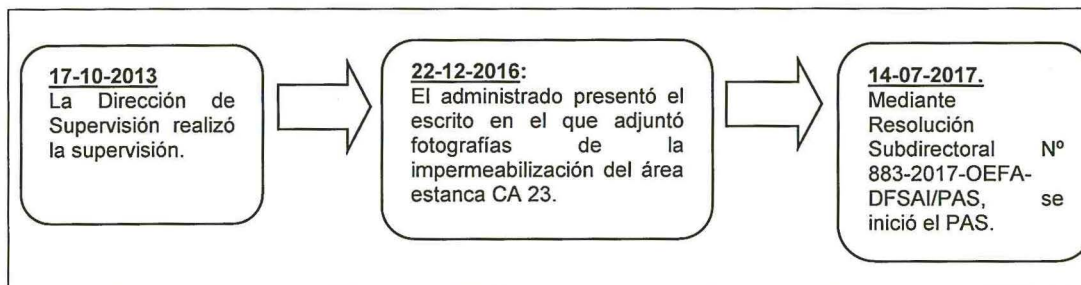 17-10-2013
La Dirección de
Supervisión realizó
la supervisión.
22-12-2016:
El administrado presentó el
escrito en el que adjuntó
fotografías de la
impermeabilización del área
estanca CA 23.
14-07-2017.
Mediante
Resolución
Subdirectoral Nº
883-2017-OEFA-
DFSAI/PAS, se
inició el PAS.